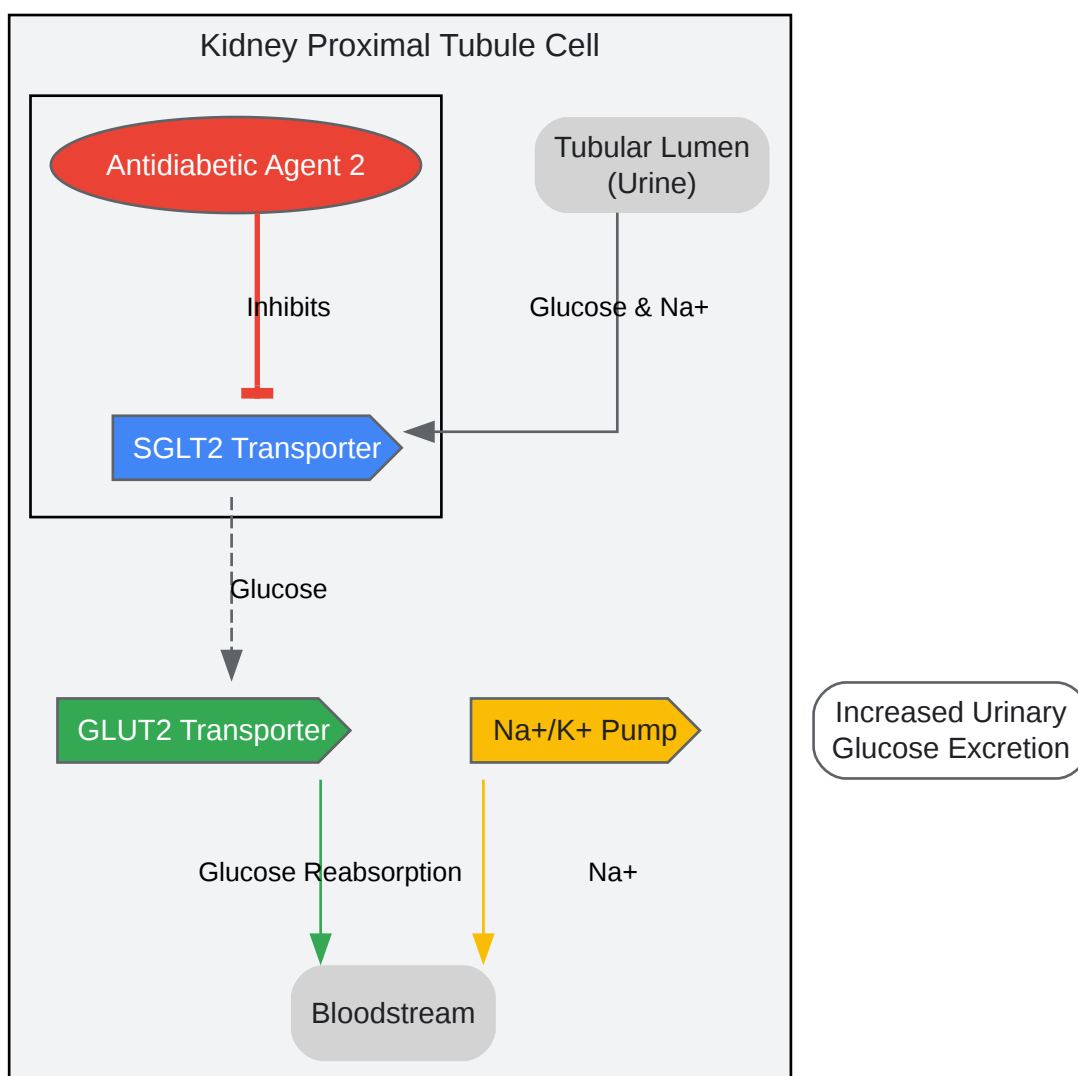 Kidney Proximal Tubule Cell
Antidiabetic Agent 2
Tubular Lumen
(Urine)
Inhibits
Glucose & Na+
SGLT2 Transporter
Glucose
GLUT2 Transporter
Na+/K+ Pump
Increased Urinary
Glucose Excretion
Glucose Reabsorption
Na+
Bloodstream